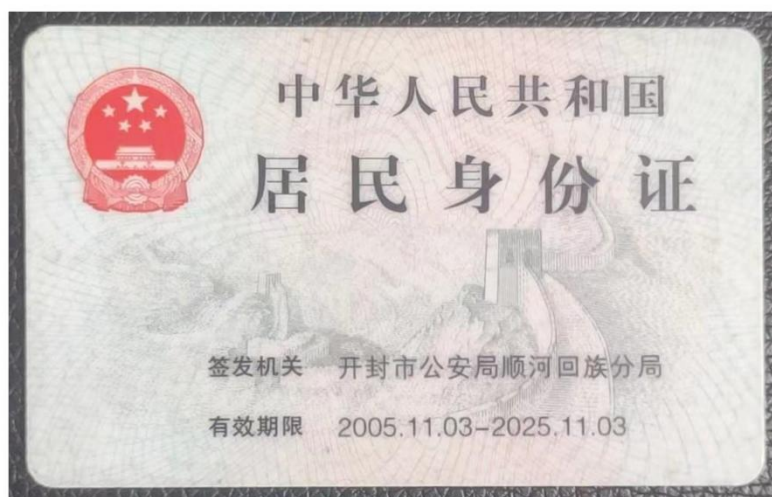 中华人民共和国
居民身份证
签发机关 开封市公安局顺河回族分局
有效期限 2005.11.03-2025.11.03